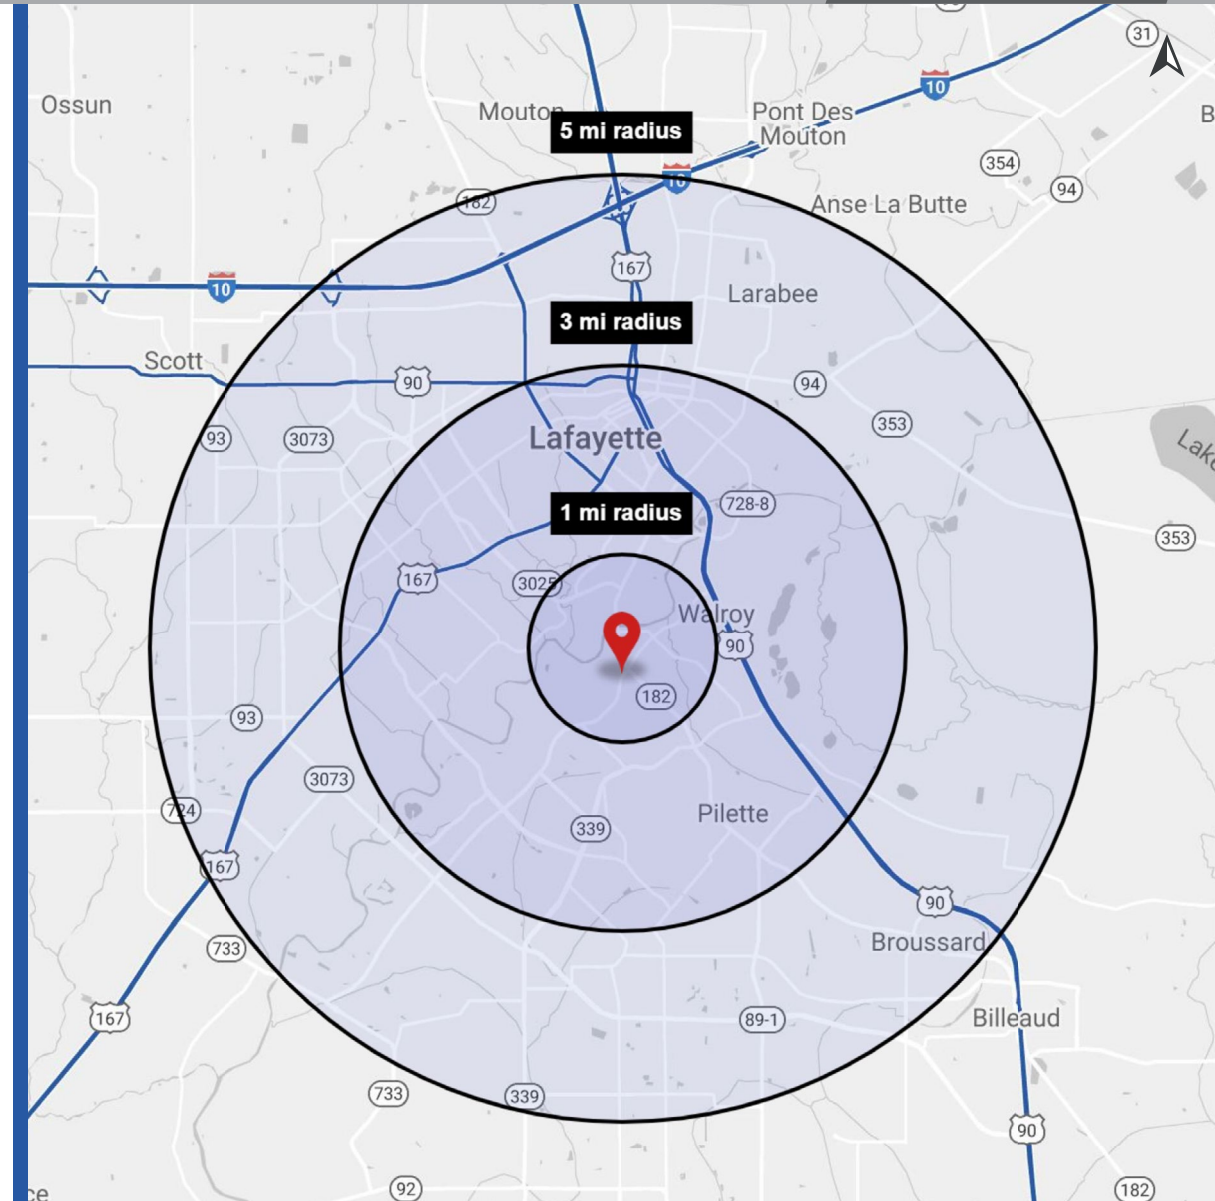 31
10
Ossun
Mouton
Pont Des
Mouton
5 mi radius
354
94
10
182
Anse La Butte
167
10
Larabee
3 mi radius
Scott
90
94
353
93
3073
Lafayette
Lake
728-8
1 mi radius
353
167
3025
Walroy
90
182
93
3073
724
Pilette
339
167
90
733
Broussard
167
89-1
Billeaud
733
339
90
92
182
ce